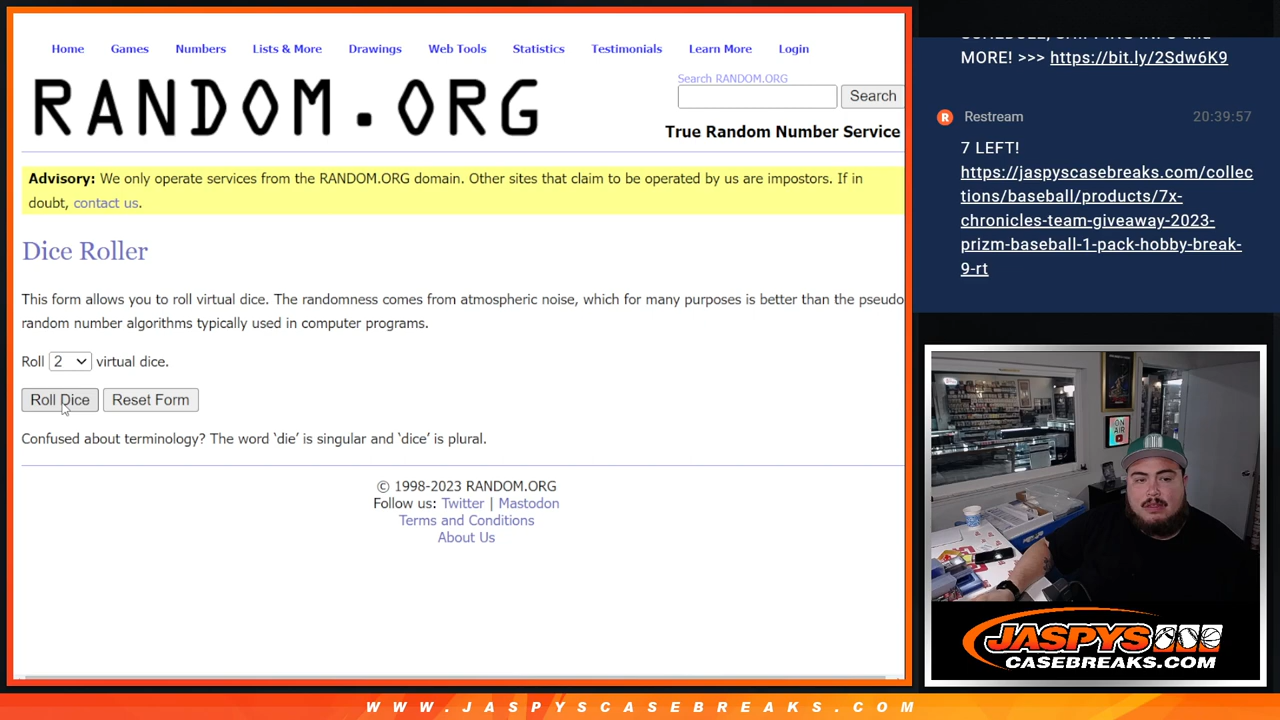 Home Games Numbers Lists & More Drawings Web Tools Statistics Testimonials Learn More Login
RANDOM.ORG
Search RANDOM.ORG
Search
True Random Number Service
Advisory: We only operate services from the RANDOM.ORG domain. Other sites that claim to be operated by us are impostors. If in
doubt, contact us.
Dice Roller
This form allows you to roll virtual dice. The randomness comes from atmospheric noise, which for many purposes is better than the pseudo
random number algorithms typically used in computer programs.
Roll 2 virtual dice.
Roll Dice Reset Form
Confused about terminology? The word ‘die’ is singular and ‘dice’ is plural.
© 1998-2023 RANDOM.ORG
Follow us: Twitter | Mastodon
Terms and Conditions
About Us
MORE! >>> https://bit.ly/2Sdw6K9
R Restream 20:39:57
7 LEFT!
https://jaspyscasebreaks.com/collec
tions/baseball/products/7x-
chronicles-team-giveaway-2023-
prizm-baseball-1-pack-hobby-break-
9-rt
ON
AIR
JASPYS
CASEBREAKS.COM
WWW.JASPYSCASEBREAKS.COM